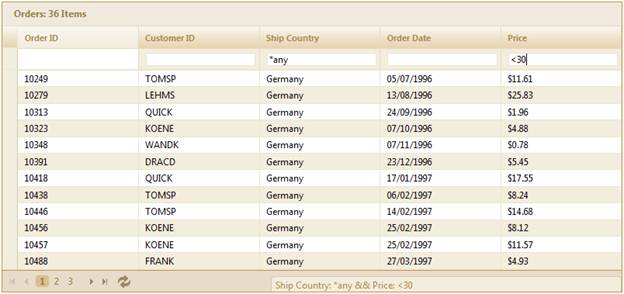 Orders: 36 Items
Order ID Customer ID Ship Country Order Date Price
*any <30
10249 TOMSP Germany 05/07/1996 $11.61
10279 LEHMS Germany 13/08/1996 $25.83
10313 QUICK Germany 24/09/1996 $1.96
10323 KOENE Germany 07/10/1996 $4.88
10348 WANDK Germany 07/11/1996 $0.78
10391 DRACD Germany 23/12/1996 $5.45
10418 QUICK Germany 17/01/1997 $17.55
10438 TOMSP Germany 06/02/1997 $8.24
10446 TOMSP Germany 14/02/1997 $14.68
10456 KOENE Germany 25/02/1997 $8.12
10457 KOENE Germany 25/02/1997 $11.57
10488 FRANK Germany 27/03/1997 $4.93
1 2 3 Ship Country: *any && Price: <30